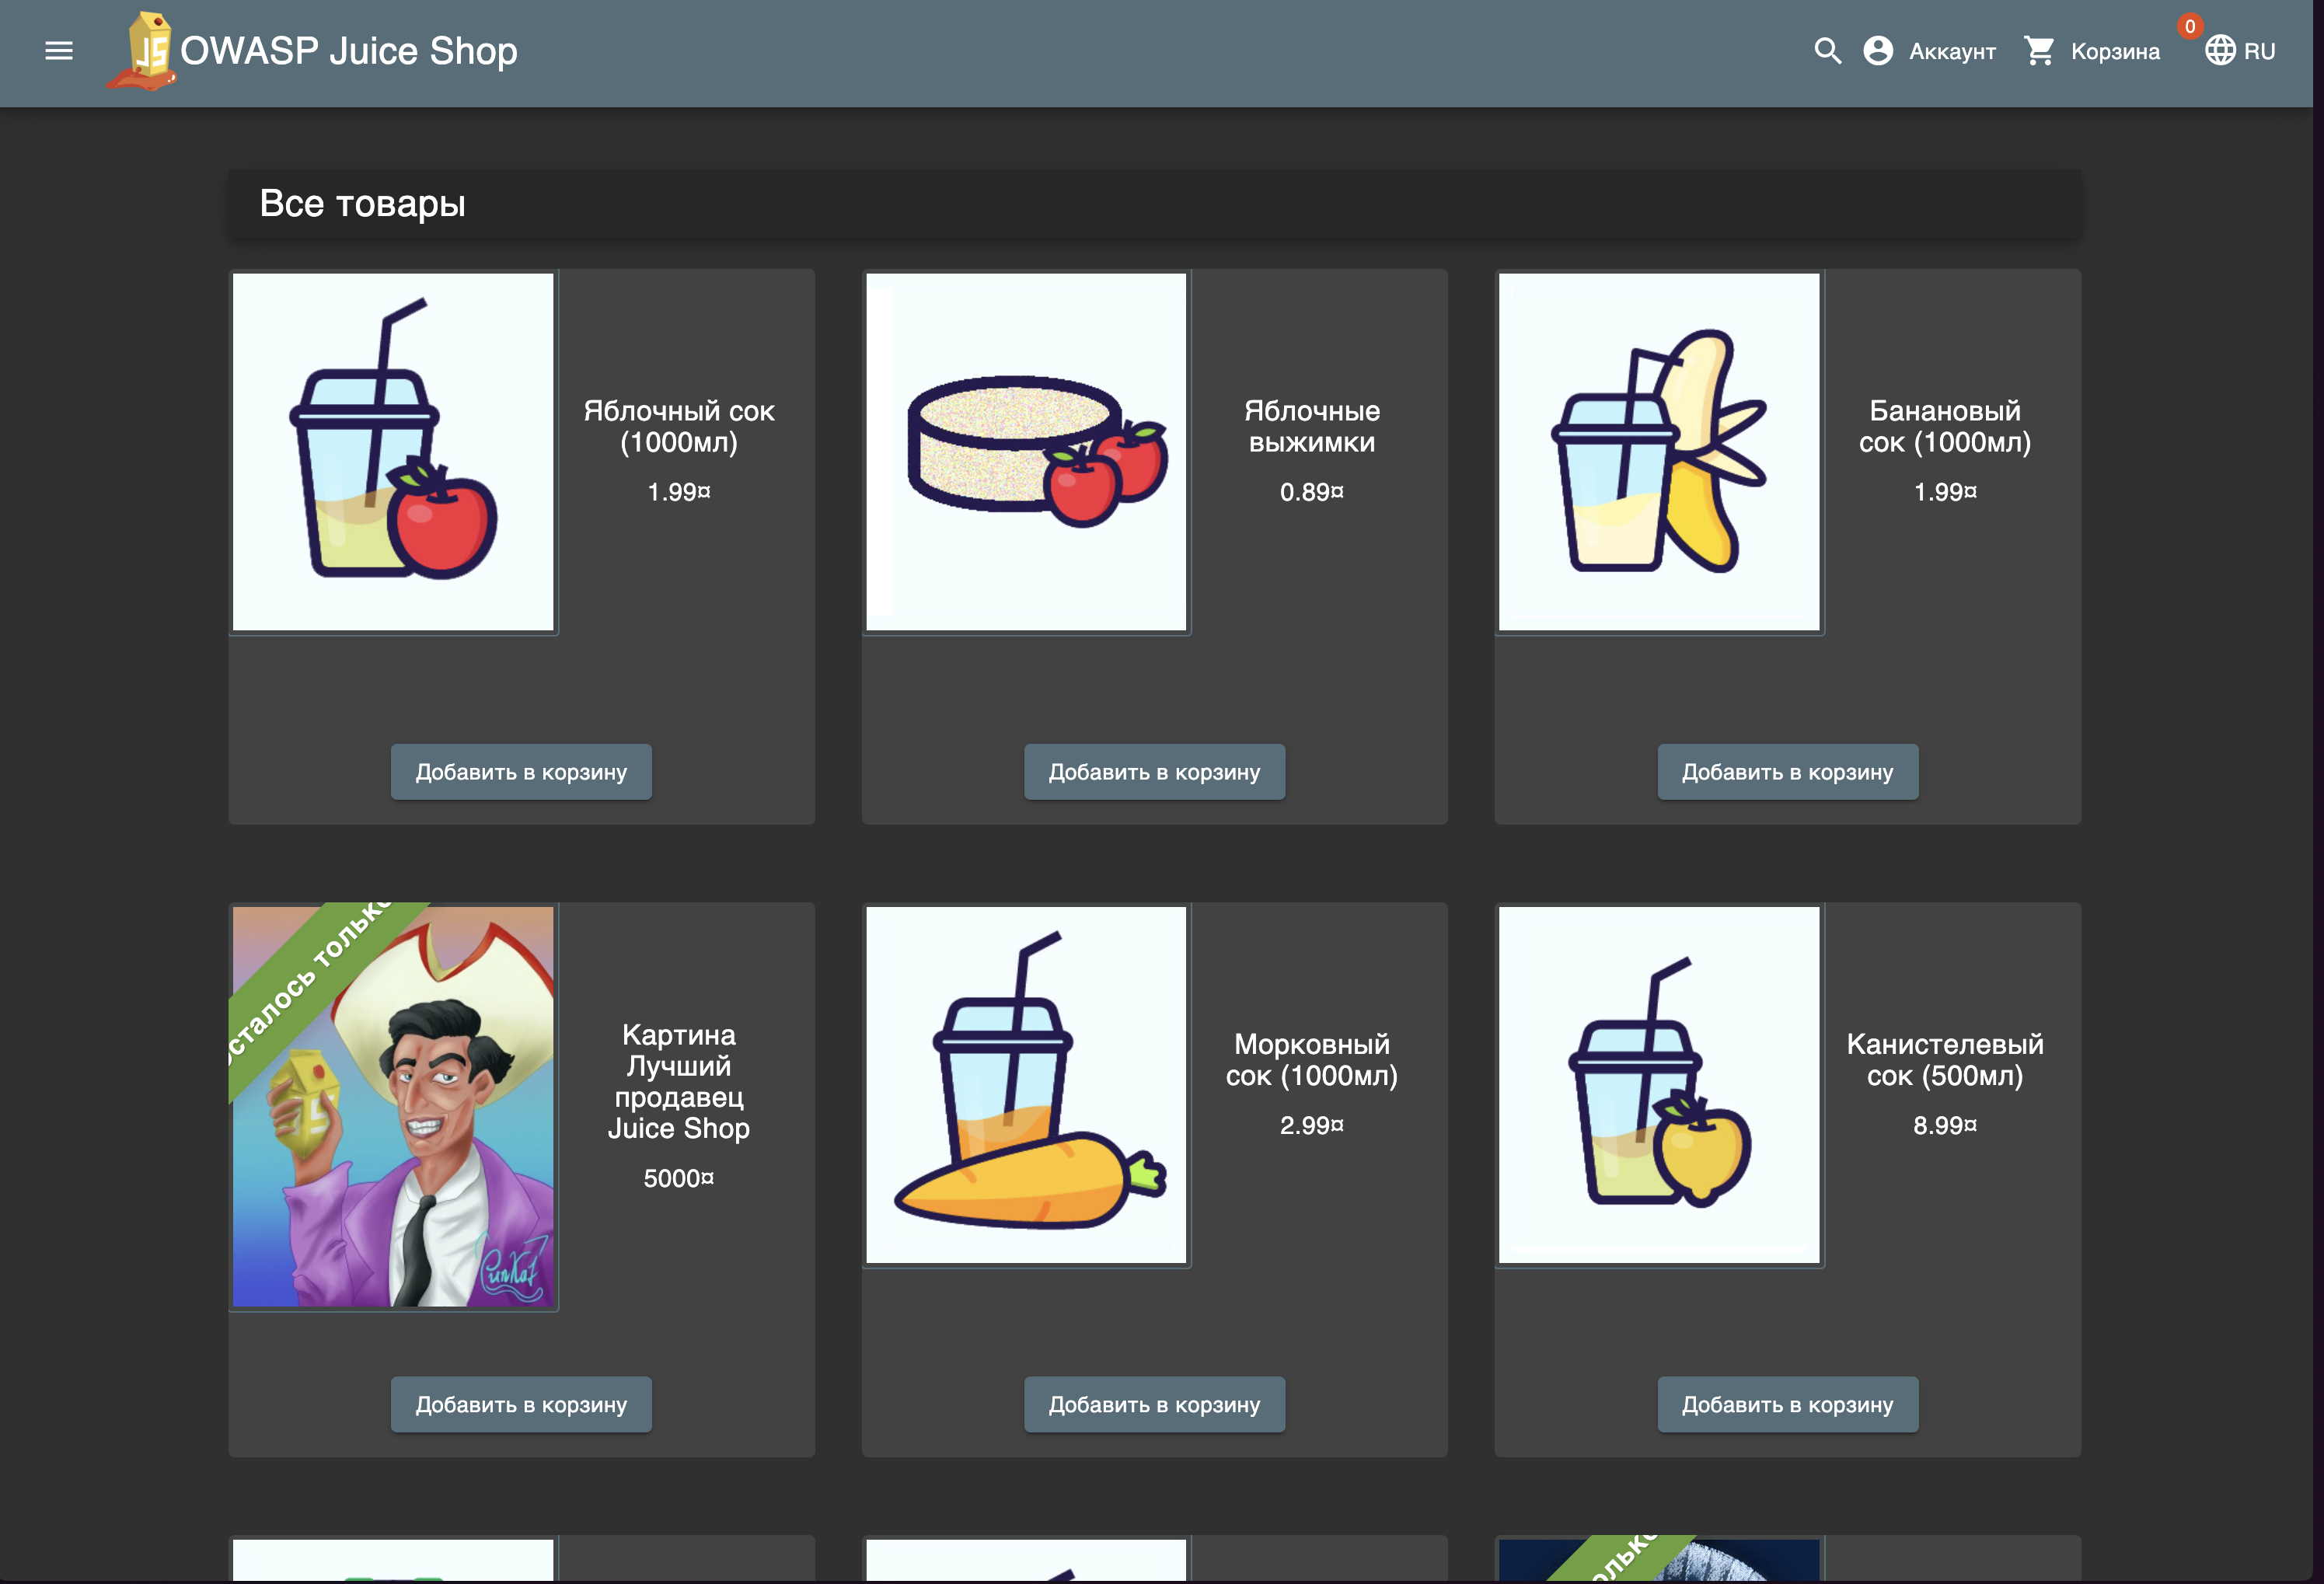 OWASP Juice Shop
Аккаунт
Корзина
0
RU
Все товары
Яблочный сок
(1000мл)
1.99¤
Добавить в корзину
Яблочные
выжимки
0.89¤
Добавить в корзину
Банановый
сок (1000мл)
1.99¤
Добавить в корзину
сталось только
Картина
Лучший
продавец
Juice Shop
5000¤
Добавить в корзину
Морковный
сок (1000мл)
2.99¤
Добавить в корзину
Канистелевый
сок (500мл)
8.99¤
Добавить в корзину
олько